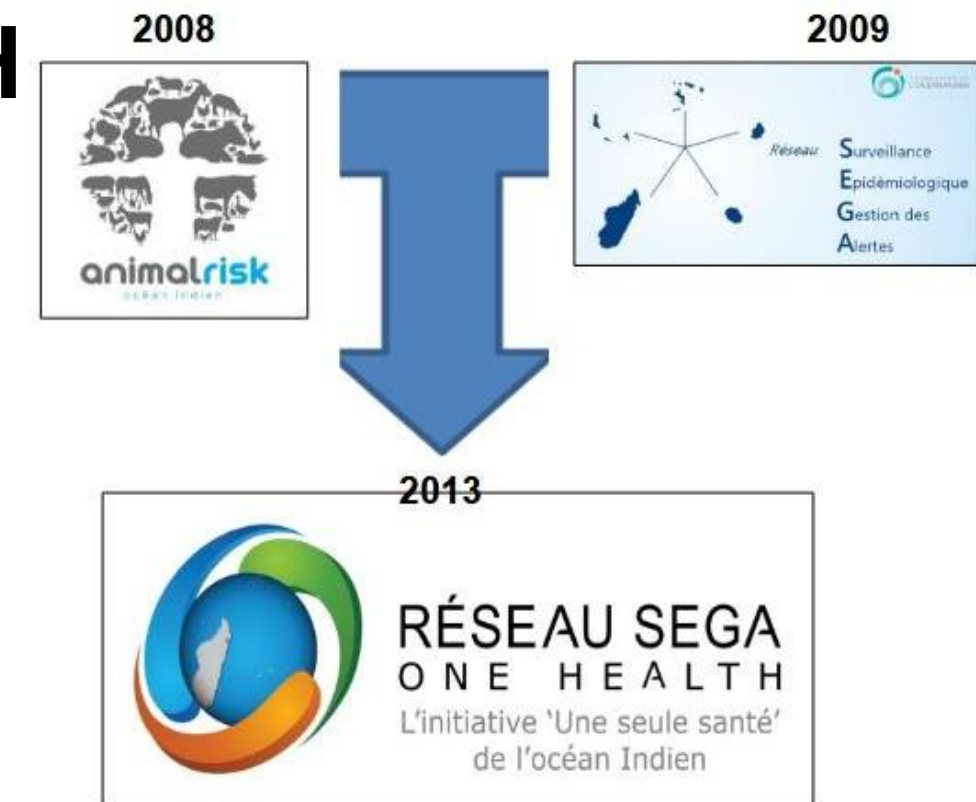 H
2008
2009
animalrisk
océan Indien
Réseau
Surveillance
Epidémiologique
Gestion des
Alertes
2013
RÉSEAU SEGA
ONE HEALTH
L'initiative ‘Une seule santé’
de l'océan Indien